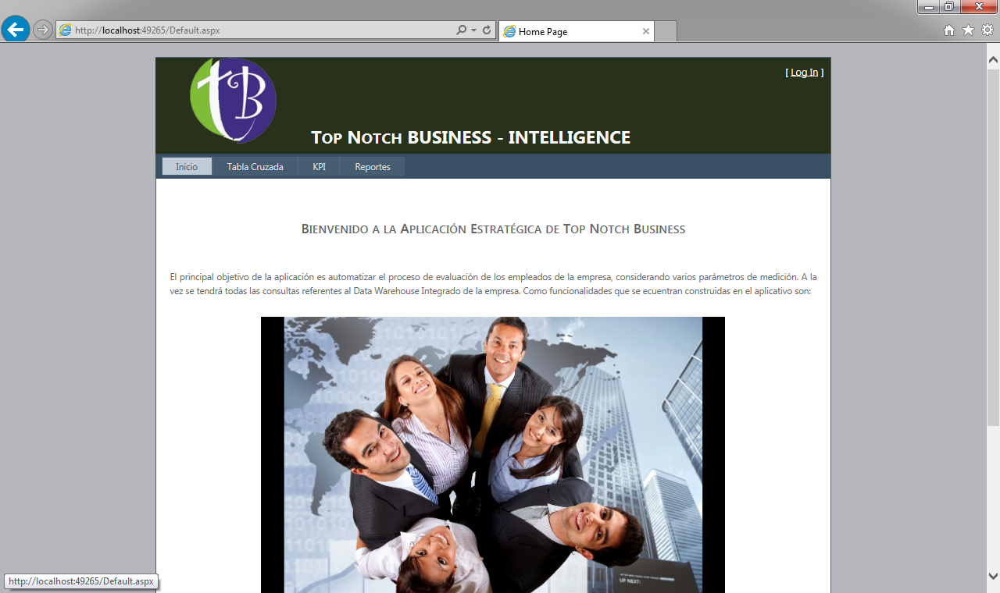 http://localhost:49265/Default.aspx
Home Page
tB
[ Log In ]
Top Notch BUSINESS - INTELLIGENCE
Inicio
Tabla Cruzada
KPI
Reportes
Bienvenido a la Aplicación Estratégica de Top Notch Business
El principal objetivo de la aplicación es automatizar el proceso de evaluación de los empleados de la empresa, considerando varios parámetros de medición. A la
vez se tendrá todas las consultas referentes al Data Warehouse Integrado de la empresa. Como funcionalidades que se ecuentran construidas en el aplicativo son:
UP NEXT:
http://localhost:49265/Default.aspx